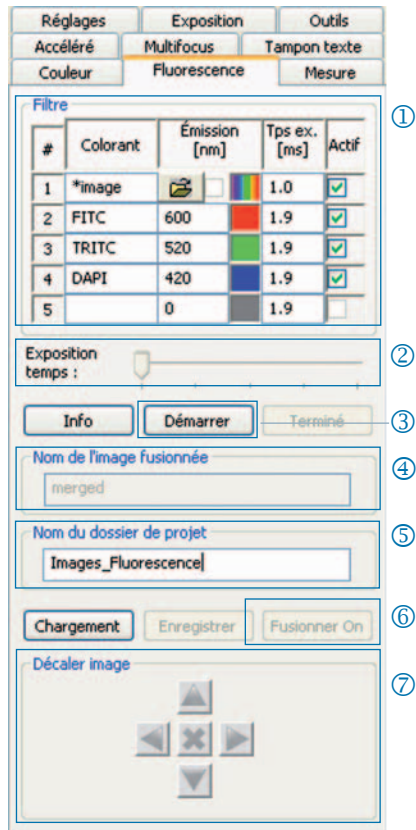 Réglages Exposition Outils
Accéléré Multifocus Tampon texte
Couleur Fluorescence Mesure
Filtre ①
# Colorant Émission [nm] Tps ex. [ms] Actif
1 *image 1.0
2 FITC 600 1.9
3 TRITC 520 1.9
4 DAPI 420 1.9
5 0 1.9
Exposition ②
temps :
Info Démarrer Terminé ③
Nom de l'image fusionnée ④
merged
Nom du dossier de projet ⑤
Images_Fluorescence
Chargement Enregistrer Fusionner On ⑥
Décaler image ⑦